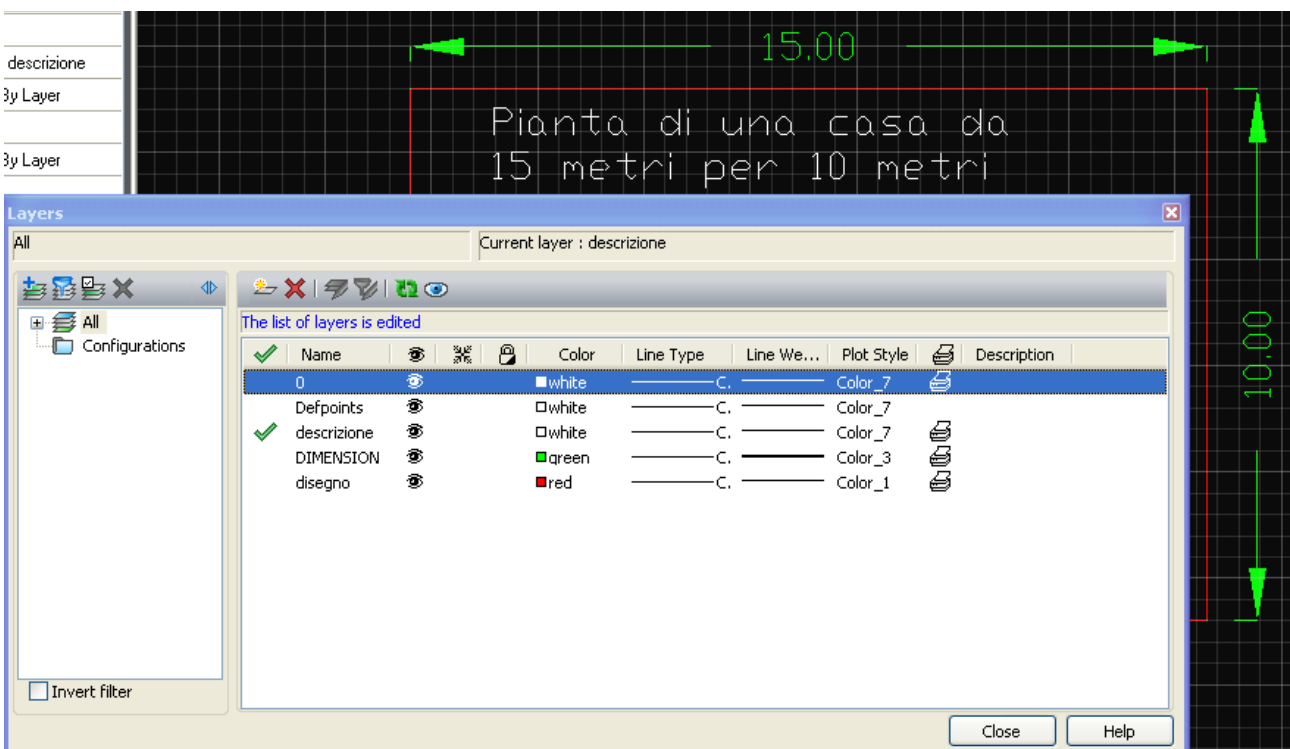 15.00
descrizione
By Layer
Pianta di una casa da
15 metri per 10 metri
By Layer
Layers
All
Current layer : descrizione
All
Configurations
The list of layers is edited
Name Color Line Type Line We... Plot Style Description
0 white C. Color_7
Defpoints white C. Color_7
descrizione white C. Color_7
DIMENSION green C. Color_3
disegno red C. Color_1
10.00
Invert filter
Close Help